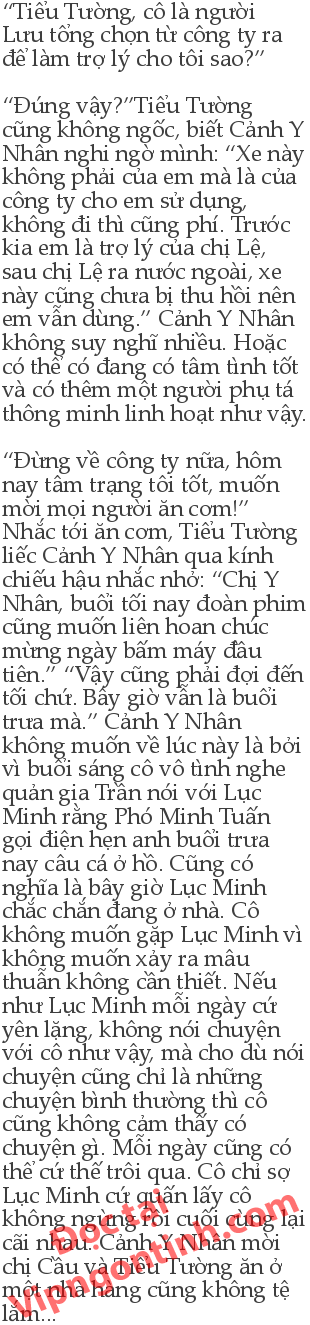 “Tiểu Tường, cô là người
Lưu tổng chọn từ công ty ra
để làm trợ lý cho tôi sao?”
“Đúng vậy?”Tiểu Tường
cũng không ngốc, biết Cảnh Y
Nhân nghi ngờ mình: “Xe này
không phải của em mà là của
công ty cho em sử dụng,
không đi thì cũng phí. Trước
kia em là trợ lý của chị Lệ,
sau chị Lệ ra nước ngoài, xe
này cũng chưa bị thu hồi nên
em vẫn dùng.” Cảnh Y Nhân
không suy nghĩ nhiều. Hoặc
có thể có đang có tâm tình tốt
và có thêm một người phụ tá
thông minh linh hoạt như vậy.
“Đừng về công ty nữa, hôm
nay tâm trạng tôi tốt, muốn
mời mọi người ăn cơm!”
Nhắc tới ăn cơm, Tiểu Tường
liếc Cảnh Y Nhân qua kính
chiếu hậu nhắc nhở: “Chị Y
Nhân, buổi tối nay đoàn phim
cũng muốn liên hoan chúc
mừng ngày bấm máy đầu
tiên.” “Vậy cũng phải đợi đến
tối chứ. Bây giờ vẫn là buổi
trưa mà.” Cảnh Y Nhân
không muốn về lúc này là bởi
vì buổi sáng cô vô tình nghe
quản gia Trần nói với Lục
Minh rằng Phó Minh Tuấn
gọi điện hẹn anh buổi trưa
nay câu cá ở hồ. Cũng có
nghĩa là bây giờ Lục Minh
chắc chắn đang ở nhà. Cô
không muốn gặp Lục Minh vì
không muốn xảy ra mâu
thuẫn không cần thiết. Nếu
như Lục Minh mỗi ngày cứ
yên lặng, không nói chuyện
với cô như vậy, mà cho dù nói
chuyện cũng chỉ là những
chuyện bình thường thì cô
cũng không cảm thấy có
chuyện gì. Mỗi ngày cũng có
thể cứ thế trôi qua. Cô chỉ sợ
Lục Minh cứ quấn lấy cô
không ngừng rồi cuối cùng lại
cãi nhau. Cảnh Y Nhân mời
chị Cầu và Tiểu Tường ăn ở
một nhà hàng cũng không tệ
lắm...
Đọc tại
Vipngontinh.com